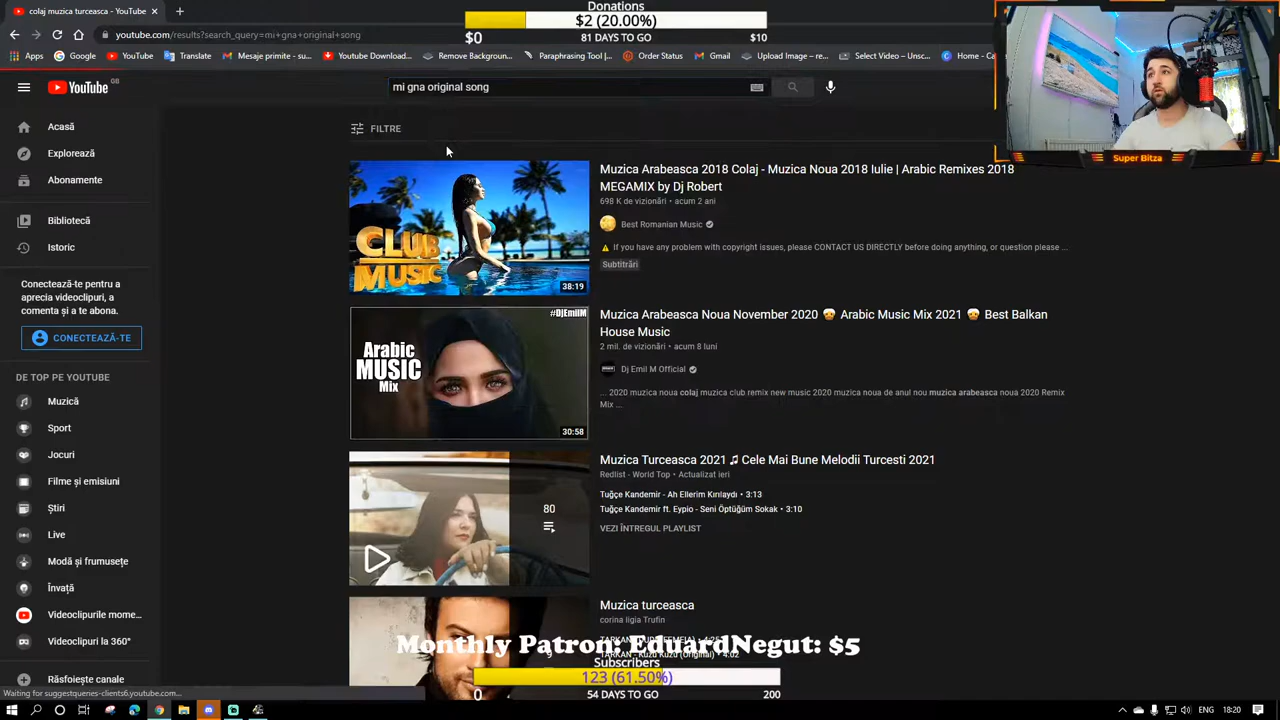 colaj muzica turceasca - YouTube
Donations
$2 (20.00%)
$0
81 DAYS TO GO
$10
youtube.com/results?search_query=mi+gna+original+song
Apps
Gmail
YouTube
Translate
Mesaje primite - su...
Youtube Download...
Remove Backgroun...
Paraphrasing Tool |...
Order Status
Gmail
Upload Image – re...
Select Video – Unsc...
Home - Ca
YouTube
GB
mi gna original song
Super Bitza
FILTRE
Acasă
Explorează
Abonamente
Bibliotecă
Istoric
Conectează-te pentru a
aprecia videoclipuri, a
comenta și a te abona.
CONECTEAZĂ-TE
DE TOP PE YOUTUBE
Muzică
Sport
Jocuri
Filme și emisiuni
Știri
Live
Modă și frumusețe
Învață
Videoclipurile mome...
Videoclipuri la 360°
Răsfoiește canale
CLUB
MUSIC
38:19
Muzica Arabeasca 2018 Colaj - Muzica Noua 2018 Iulie | Arabic Remixes 2018
MEGAMIX by Dj Robert
698 K de vizionări • acum 2 ani
Best Romanian Music
If you have any problem with copyright issues, please CONTACT US DIRECTLY before doing anything, or question please ...
Subtitrări
#DjEmilM
Arabic
MUSIC
Mix
30:58
Muzica Arabeasca Noua November 2020 Arabic Music Mix 2021 Best Balkan
House Music
2 mil. de vizionări • acum 8 luni
Dj Emil M Official
... 2020 muzica noua colaj muzica club remix new music 2020 muzica noua de anul nou muzica arabeasca noua 2020 Remix
Mix ...
80
Muzica Turceasca 2021 ♫ Cele Mai Bune Melodii Turcesti 2021
Redlist - World Top • Actualizat ieri
Tuğçe Kandemir - Ah Ellerim Kınlaydı • 3:13
Tuğçe Kandemir ft. Eypio - Seni Öptüğüm Sokak • 3:10
VEZI ÎNTREGUL PLAYLIST
9
Muzica turceasca
corina ligia Trufin
Monthly Patron: EduardNegut: $5
Subscribers
123 (61.50%)
0
54 DAYS TO GO
200
Waiting for suggestqueries-clients6.youtube.com...
ENG
18:20